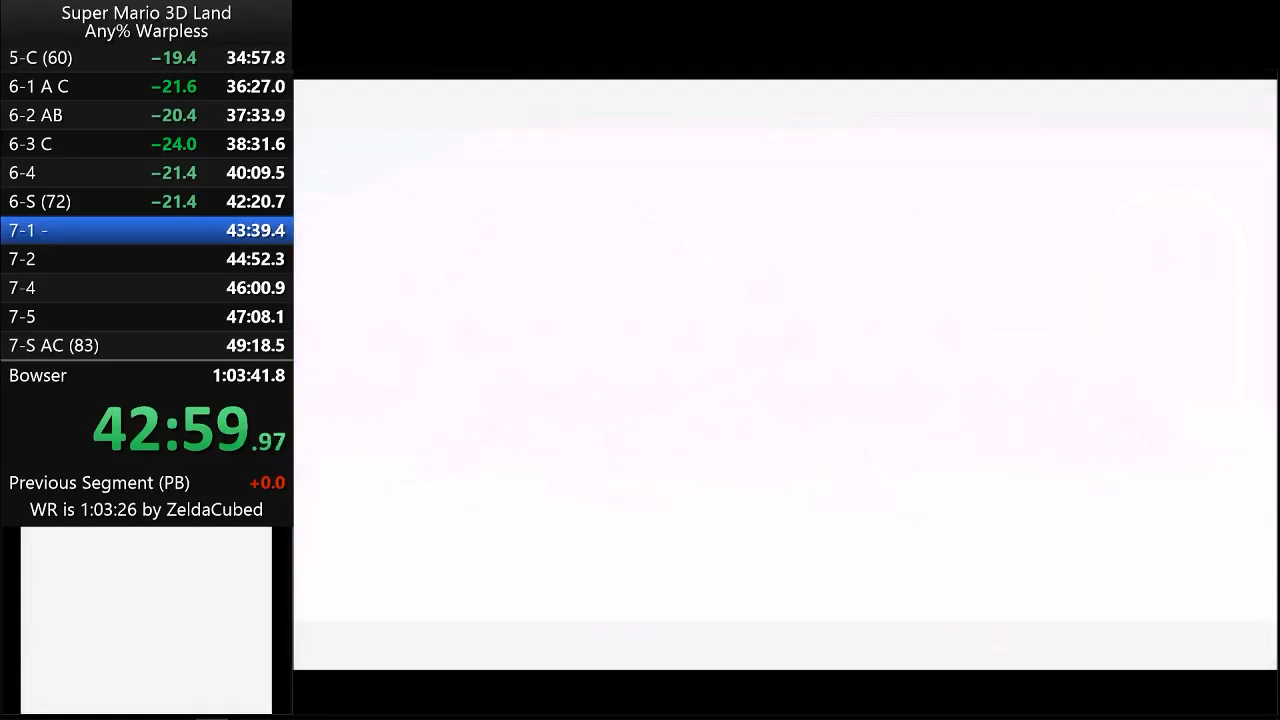 Super Mario 3D Land
Any% Warpless
5-C (60) −19.4 34:57.8
6-1 A C −21.6 36:27.0
6-2 AB −20.4 37:33.9
6-3 C −24.0 38:31.6
6-4 −21.4 40:09.5
6-S (72) −21.4 42:20.7
7-1 - 43:39.4
7-2 44:52.3
7-4 46:00.9
7-5 47:08.1
7-S AC (83) 49:18.5
Bowser 1:03:41.8
42:59.97
Previous Segment (PB) +0.0
WR is 1:03:26 by ZeldaCubed